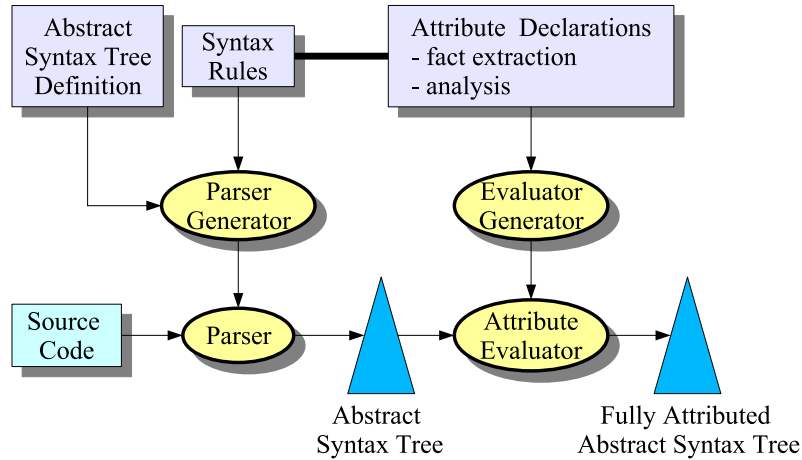 Abstract
Syntax Tree
Definition
Syntax
Rules
Attribute Declarations
- fact extraction
- analysis
Parser
Generator
Evaluator
Generator
Source
Code
Parser
Attribute
Evaluator
Abstract
Syntax Tree
Fully Attributed
Abstract Syntax Tree